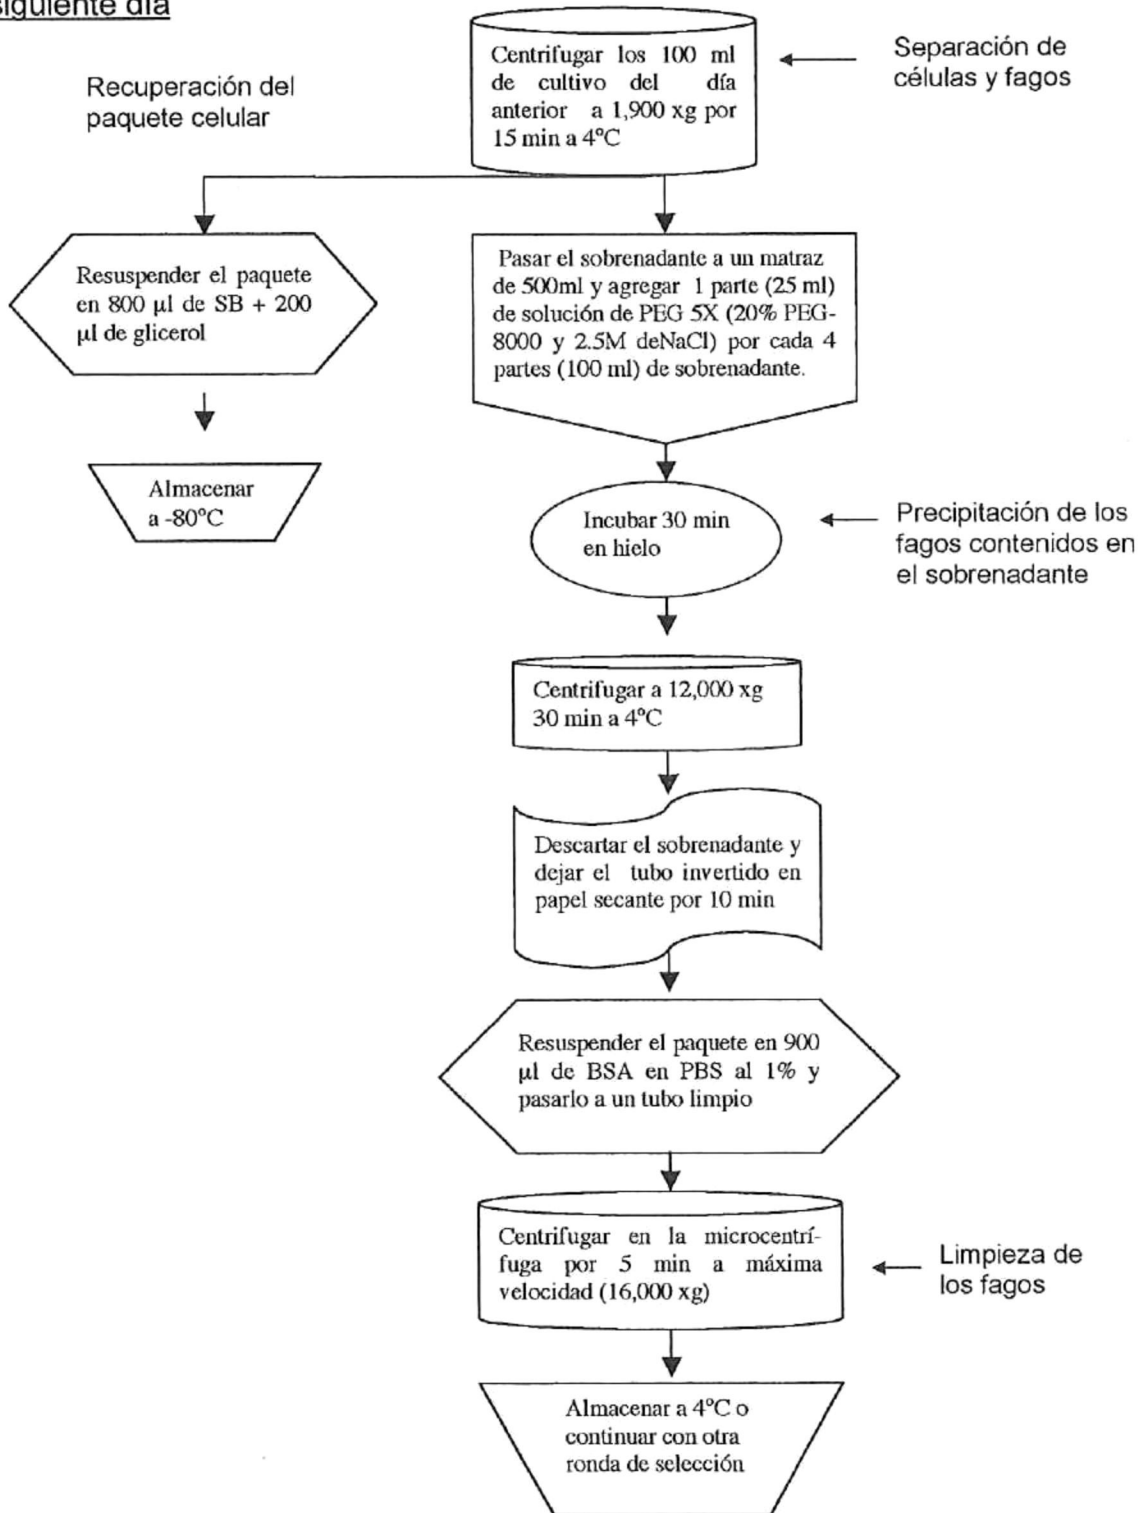 siguiente día
Recuperación del
paquete celular
Centrifugar los 100 ml
de cultivo del día
anterior a 1,900 xg por
15 min a 4ºC
Separación de
células y fagos
Resuspender el paquete
en 800 µl de SB + 200
µl de glicerol
Almacenar
a -80ºC
Pasar el sobrenadante a un matraz
de 500ml y agregar 1 parte (25 ml)
de solución de PEG 5X (20% PEG-
8000 y 2.5M deNaCl) por cada 4
partes (100 ml) de sobrenadante.
Incubar 30 min
en hielo
Precipitación de los
fagos contenidos en
el sobrenadante
Centrifugar a 12,000 xg
30 min a 4ºC
Descartar el sobrenadante y
dejar el tubo invertido en
papel secante por 10 min
Resuspender el paquete en 900
µl de BSA en PBS al 1% y
pasarlo a un tubo limpio
Centrifugar en la microcentrí-
fuga por 5 min a máxima
velocidad (16,000 xg)
Limpieza de
los fagos
Almacenar a 4ºC o
continuar con otra
ronda de selección